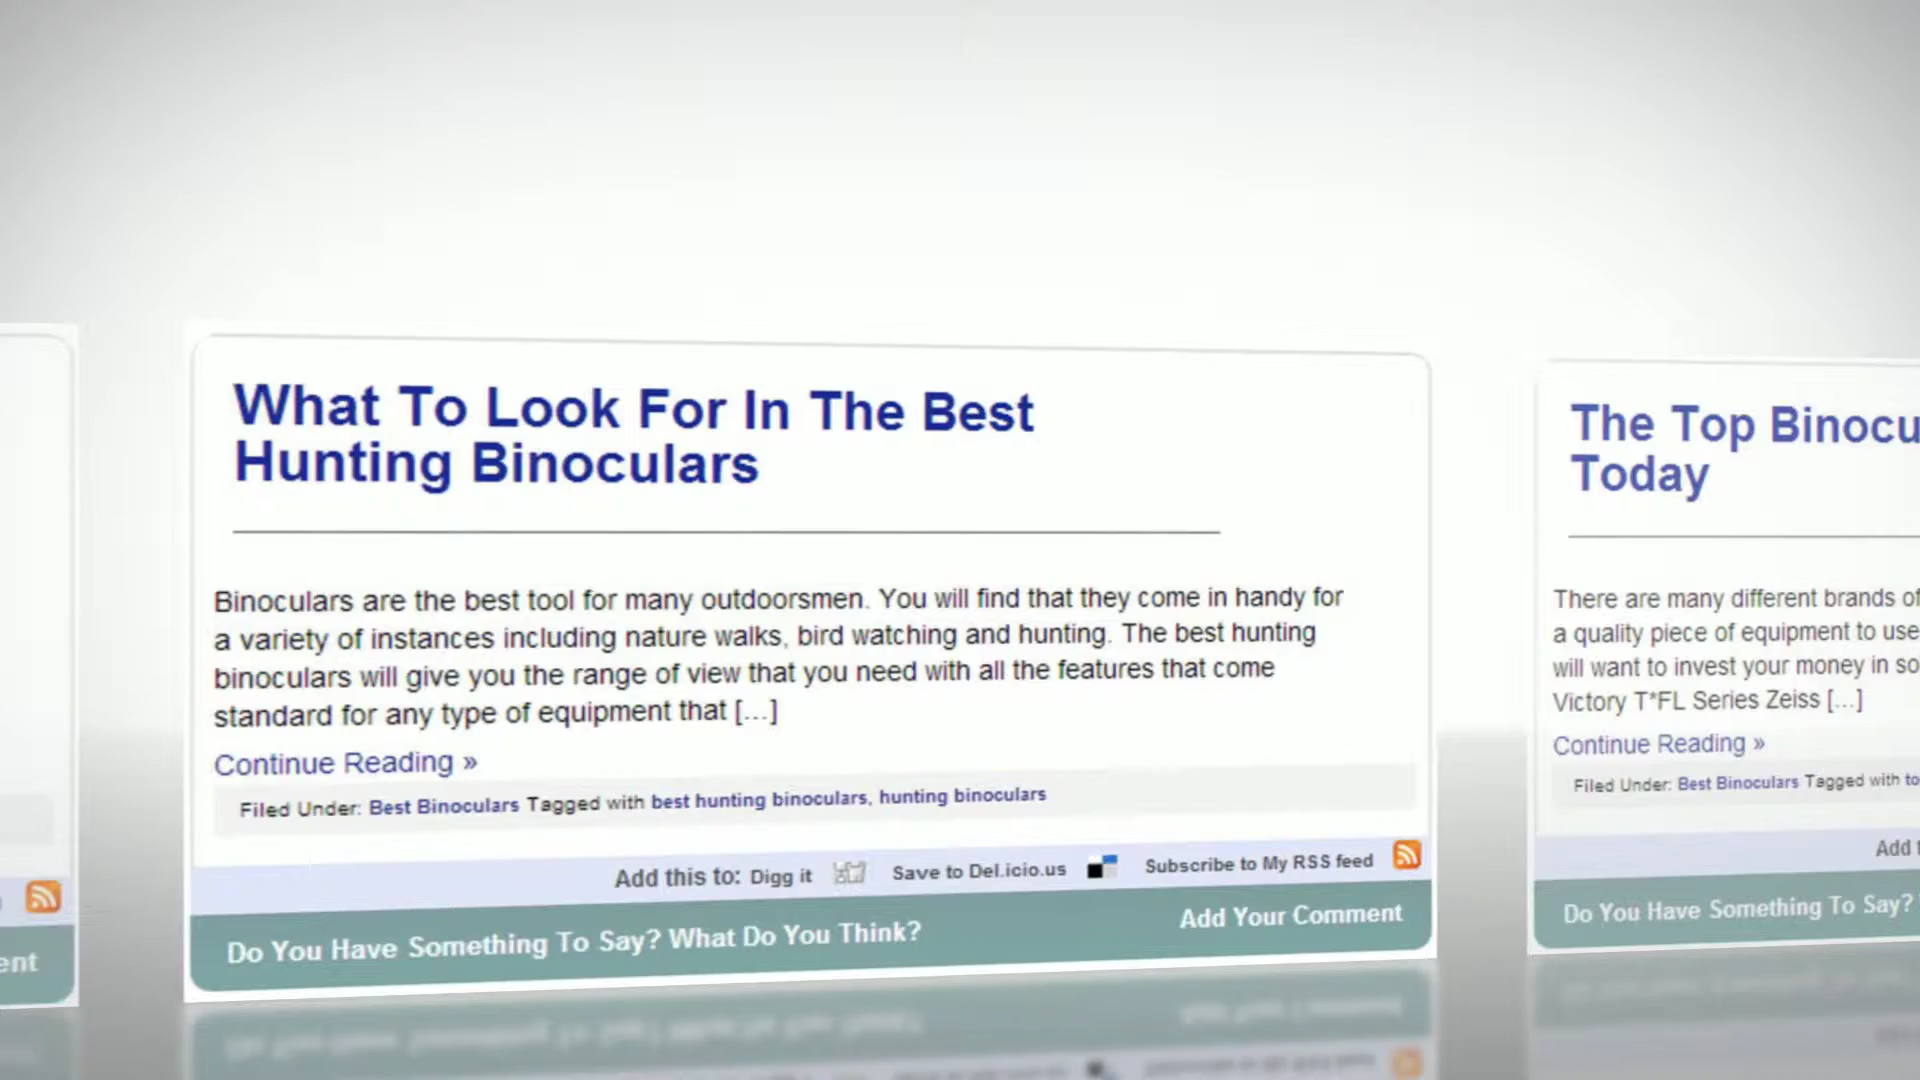 What To Look For In The Best
Hunting Binoculars
Binoculars are the best tool for many outdoorsmen. You will find that they come in handy for
a variety of instances including nature walks, bird watching and hunting. The best hunting
binoculars will give you the range of view that you need with all the features that come
standard for any type of equipment that [...]
Continue Reading »
Filed Under: Best Binoculars Tagged with best hunting binoculars, hunting binoculars
Add this to: Digg it Save to Del.icio.us Subscribe to My RSS feed
Do You Have Something To Say? What Do You Think? Add Your Comment
The Top Binocu
Today
There are many different brands of
a quality piece of equipment to use
will want to invest your money in so
Victory T*FL Series Zeiss [...]
Continue Reading »
Filed Under: Best Binoculars Tagged with to
Add t
Do You Have Something To Say?
ent